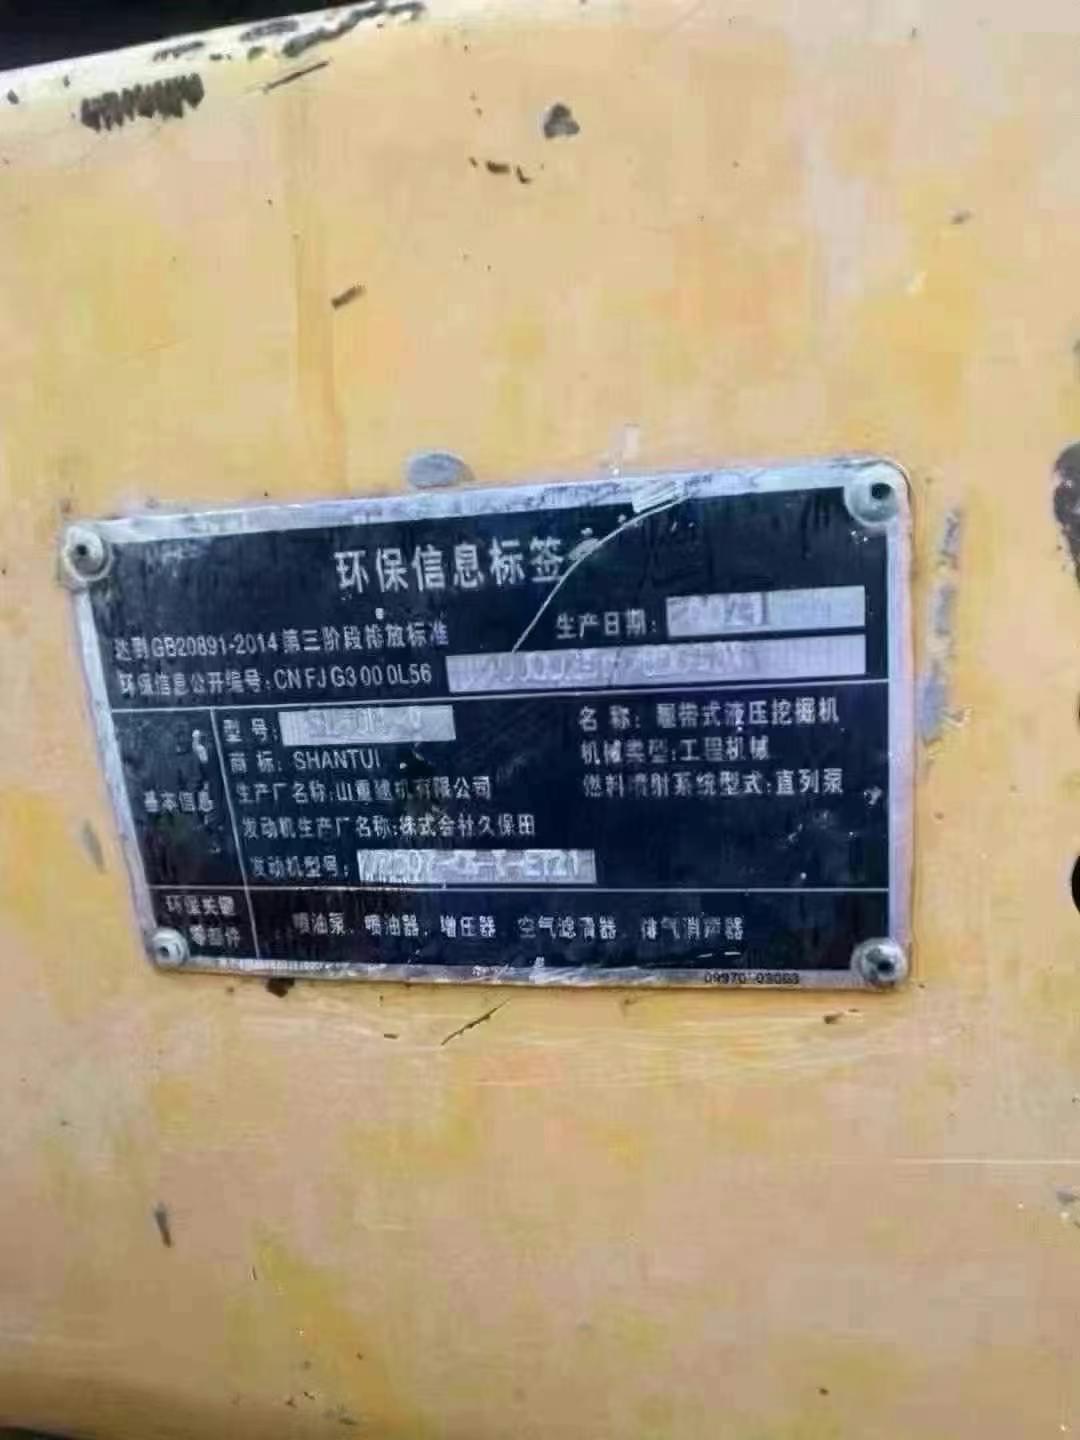 环保信息标签
达到GB20891-2014第三阶段排放标准
生产日期:
环保信息公开编号:CN FJ G3 00 0L56
基本信息
型号:
名称:履带式液压挖掘机
商标:SHANTUI
机械类型:工程机械
生产厂名称:山重建机有限公司
燃料喷射系统型式:直列泵
发动机生产厂名称:株式会社久保田
发动机型号:
环保关键
零部件
喷油泵、喷油器、增压器、空气滤清器、排气消声器